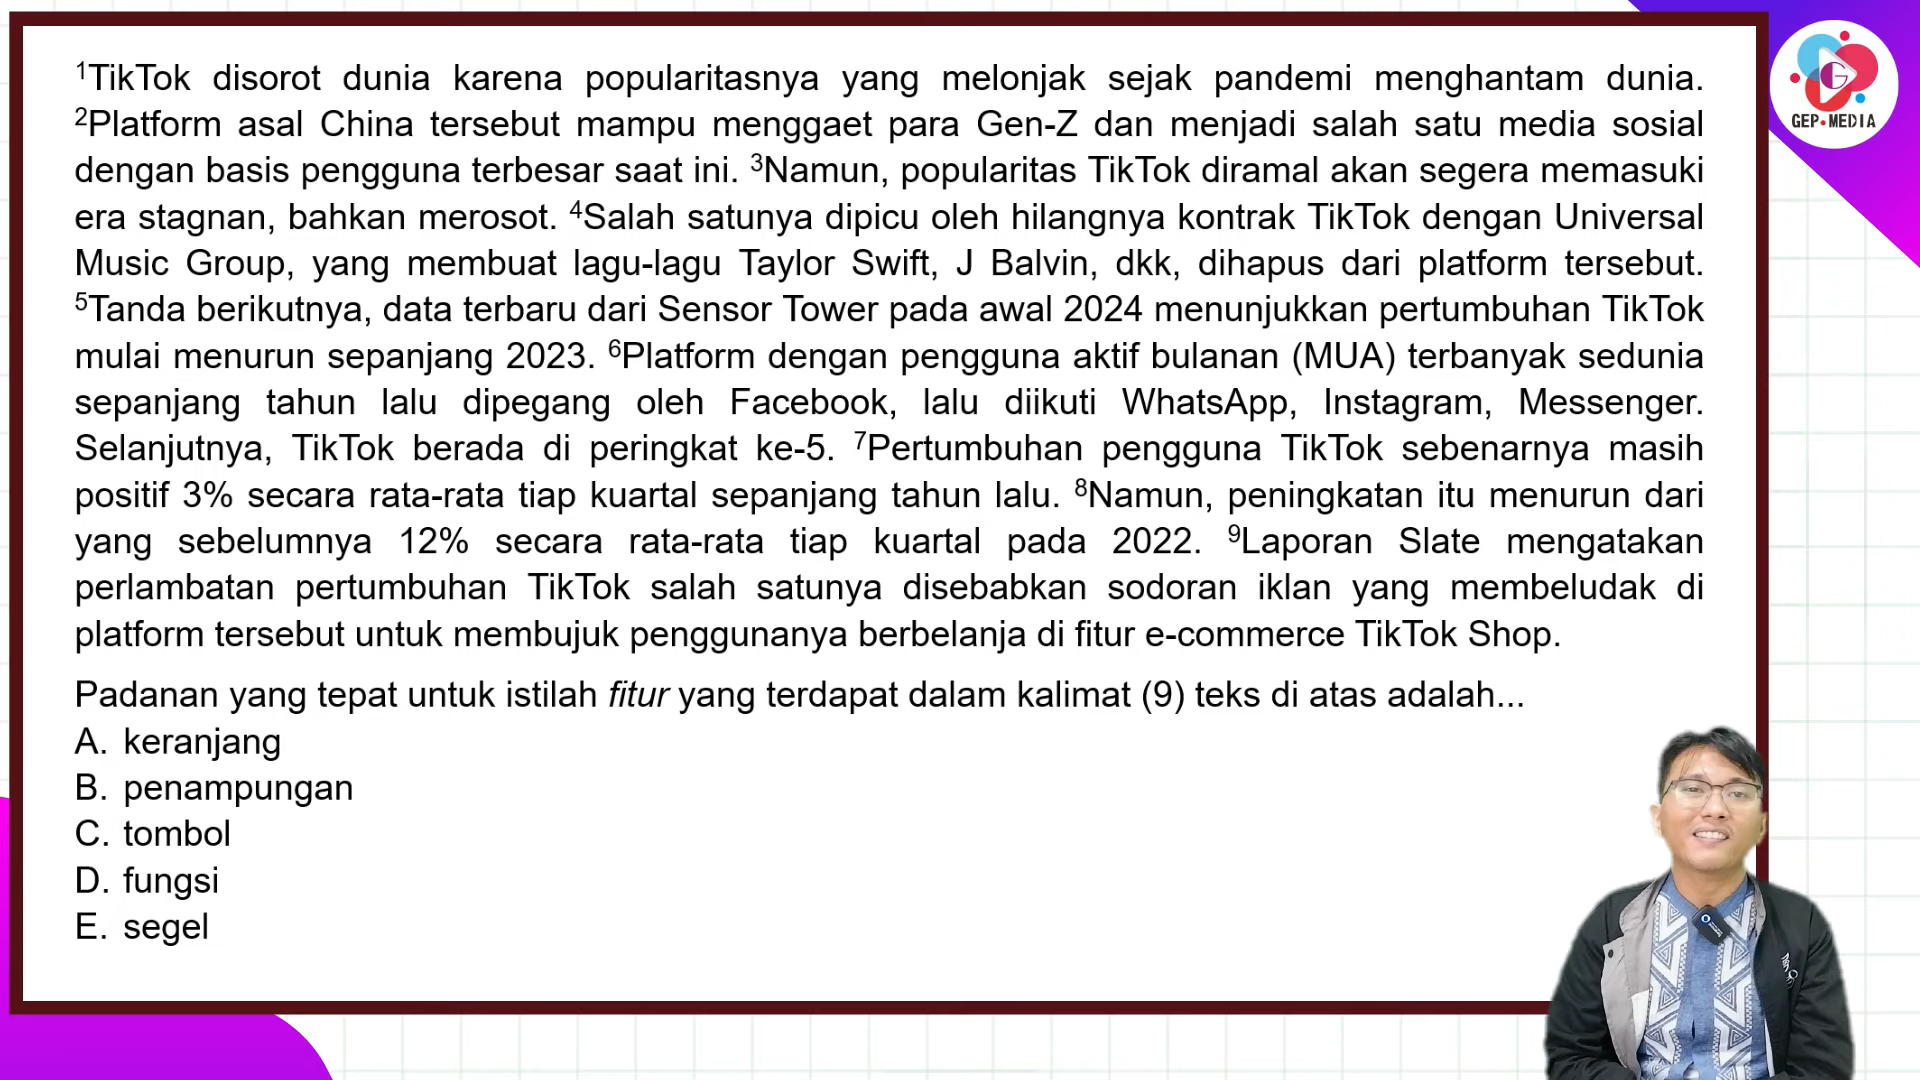 ¹TikTok disorot dunia karena popularitasnya yang melonjak sejak pandemi menghantam dunia.
²Platform asal China tersebut mampu menggaet para Gen-Z dan menjadi salah satu media sosial
dengan basis pengguna terbesar saat ini. ³Namun, popularitas TikTok diramal akan segera memasuki
era stagnan, bahkan merosot. ⁴Salah satunya dipicu oleh hilangnya kontrak TikTok dengan Universal
Music Group, yang membuat lagu-lagu Taylor Swift, J Balvin, dkk, dihapus dari platform tersebut.
⁵Tanda berikutnya, data terbaru dari Sensor Tower pada awal 2024 menunjukkan pertumbuhan TikTok
mulai menurun sepanjang 2023. ⁶Platform dengan pengguna aktif bulanan (MUA) terbanyak sedunia
sepanjang tahun lalu dipegang oleh Facebook, lalu diikuti WhatsApp, Instagram, Messenger.
Selanjutnya, TikTok berada di peringkat ke-5. ⁷Pertumbuhan pengguna TikTok sebenarnya masih
positif 3% secara rata-rata tiap kuartal sepanjang tahun lalu. ⁸Namun, peningkatan itu menurun dari
yang sebelumnya 12% secara rata-rata tiap kuartal pada 2022. ⁹Laporan Slate mengatakan
perlambatan pertumbuhan TikTok salah satunya disebabkan sodoran iklan yang membeludak di
platform tersebut untuk membujuk penggunanya berbelanja di fitur e-commerce TikTok Shop.
Padanan yang tepat untuk istilah fitur yang terdapat dalam kalimat (9) teks di atas adalah...
A. keranjang
B. penampungan
C. tombol
D. fungsi
E. segel
G
GEP•MEDIA